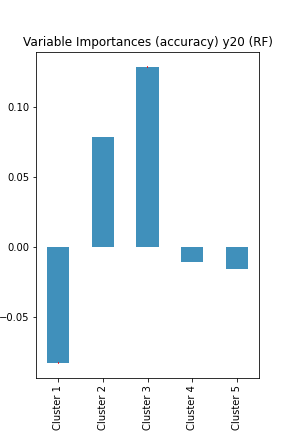 Variable Importances (accuracy) y20 (RF)
0.10
0.05
0.00
−0.05
Cluster 1
Cluster 2
Cluster 3
Cluster 4
Cluster 5